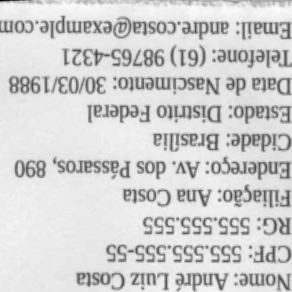 Nome: André Luiz Costa
CPF: 555.555.555-55
RG: 555.555.555
Filiação: Ana Costa
Endereço: Av. dos Pássaros, 890
Cidade: Brasília
Estado: Distrito Federal
Data de Nascimento: 30/03/1988
Telefone: (61) 98765-4321
Email: andre.costa@example.com